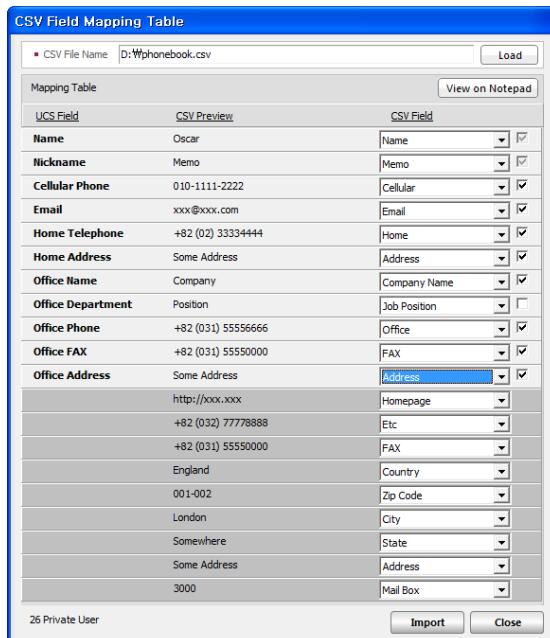 CSV Field Mapping Table
CSV File Name D:₩phonebook.csv Load
Mapping Table View on Notepad
UCS Field CSV Preview CSV Field
Name Oscar Name
Nickname Memo Memo
Cellular Phone 010-1111-2222 Cellular
Email xxx@xxx.com Email
Home Telephone +82 (02) 33334444 Home
Home Address Some Address Address
Office Name Company Company Name
Office Department Position Job Position
Office Phone +82 (031) 55556666 Office
Office FAX +82 (031) 55550000 FAX
Office Address Some Address Address
http://xxx.xxx Homepage
+82 (032) 77778888 Etc
+82 (031) 55550000 FAX
England Country
001-002 Zip Code
London City
Somewhere State
Some Address Address
3000 Mail Box
26 Private User Import Close